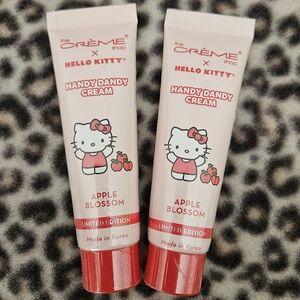 the
CRÈME®
shop
×
HELLO KITTY®
HANDY DANDY
CREAM
APPLE
BLOSSOM
LIMITED EDITION
Made in Korea
the
CRÈME®
shop
×
HELLO KITTY®
HANDY DANDY
CREAM
APPLE
BLOSSOM
LIMITED EDITION
Made in Korea